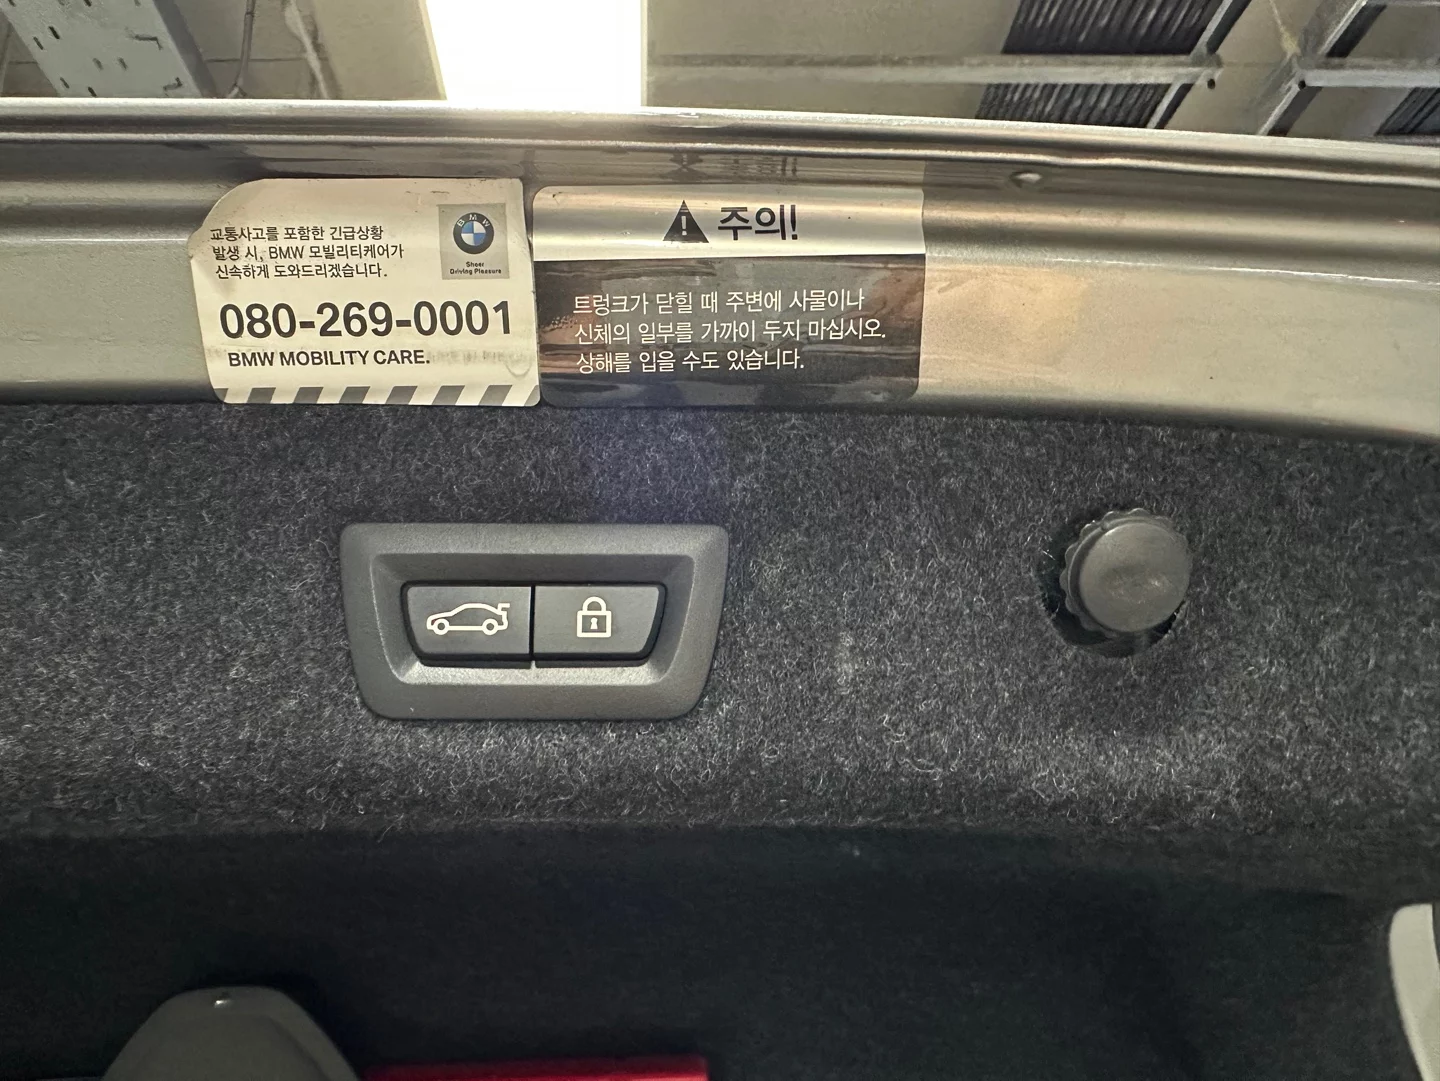 교통사고를 포함한 긴급상황
발생 시, BMW 모빌리티케어가
신속하게 도와드리겠습니다.
BMW
Sheer
Driving Pleasure
080-269-0001
BMW MOBILITY CARE.
주의!
트렁크가 닫힐 때 주변에 사물이나
신체의 일부를 가까이 두지 마십시오.
상해를 입을 수도 있습니다.